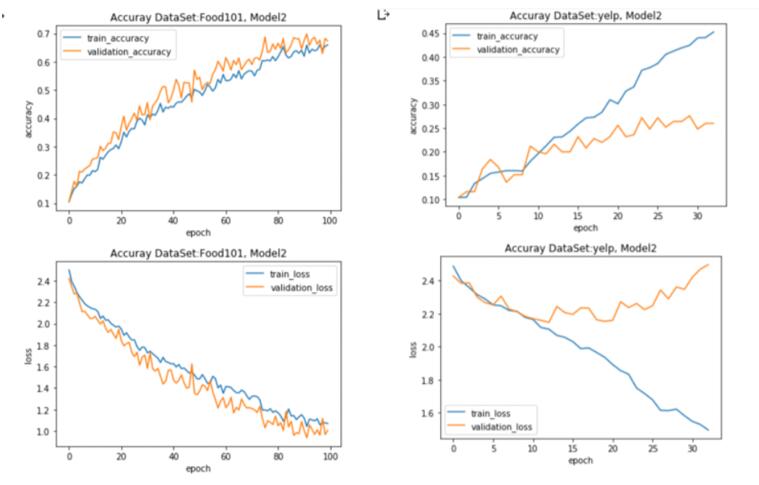 Accuray DataSet:Food101, Model2
train_accuracy
validation_accuracy
accuracy
0.7
0.6
0.5
0.4
0.3
0.2
0.1
0 20 40 60 80 100
epoch
Accuray DataSet:yelp, Model2
train_accuracy
validation_accuracy
accuracy
0.45
0.40
0.35
0.30
0.25
0.20
0.15
0.10
0 5 10 15 20 25 30
epoch
Accuray DataSet:Food101, Model2
train_loss
validation_loss
loss
2.4
2.2
2.0
1.8
1.6
1.4
1.2
1.0
0 20 40 60 80 100
epoch
Accuray DataSet:yelp, Model2
loss
2.4
2.2
2.0
1.8
1.6
train_loss
validation_loss
0 5 10 15 20 25 30
epoch